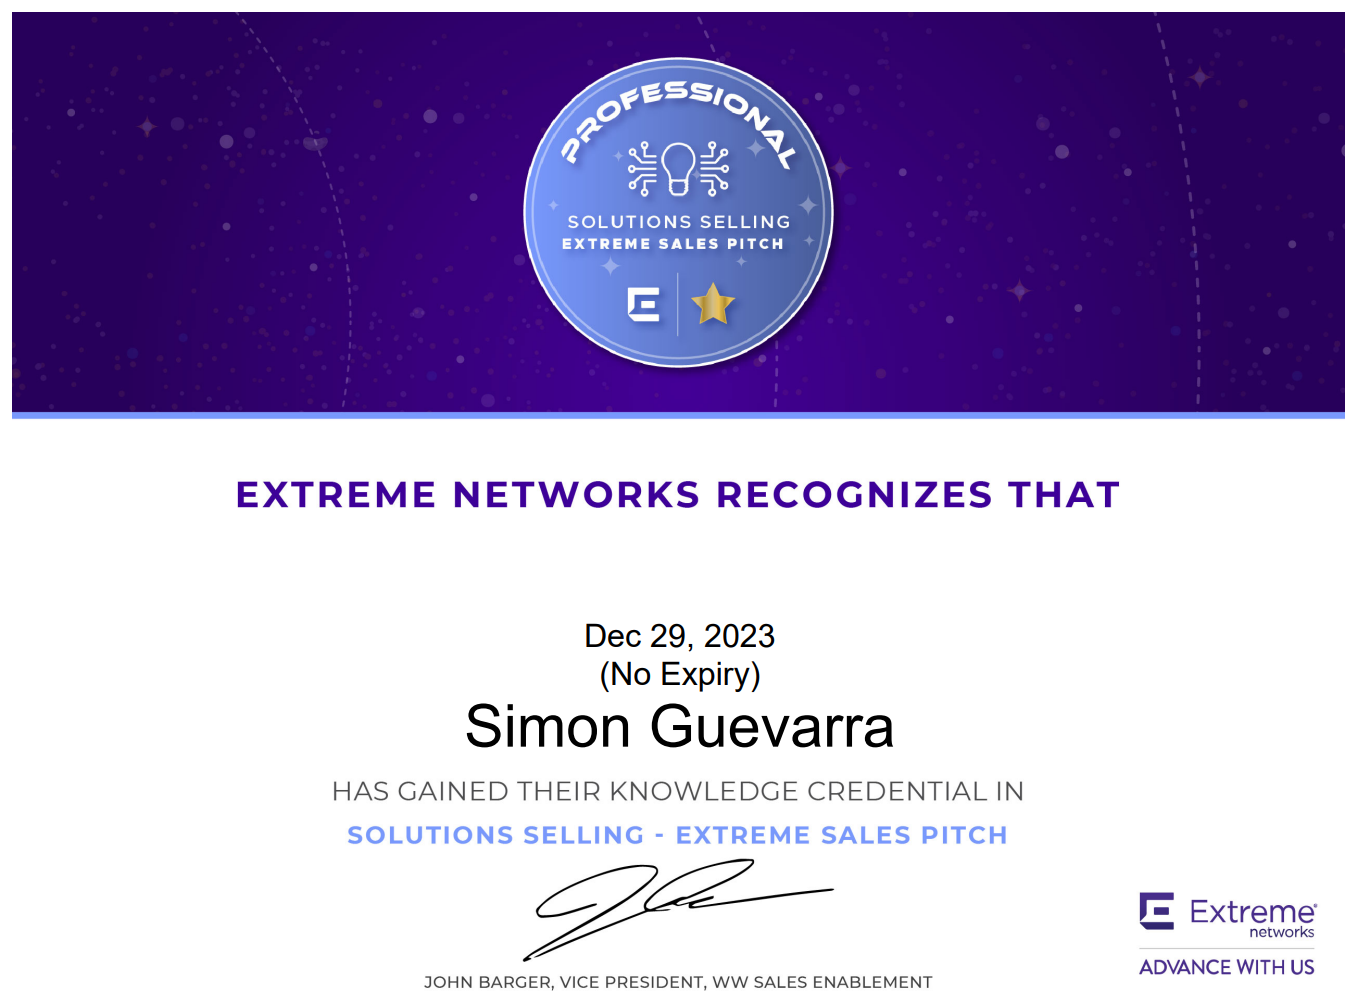 PROFESSIONAL
SOLUTIONS SELLING
EXTREME SALES PITCH
EXTREME NETWORKS RECOGNIZES THAT
Dec 29, 2023
(No Expiry)
Simon Guevarra
HAS GAINED THEIR KNOWLEDGE CREDENTIAL IN
SOLUTIONS SELLING - EXTREME SALES PITCH
JOHN BARGER, VICE PRESIDENT, WW SALES ENABLEMENT
Extreme®
networks
ADVANCE WITH US